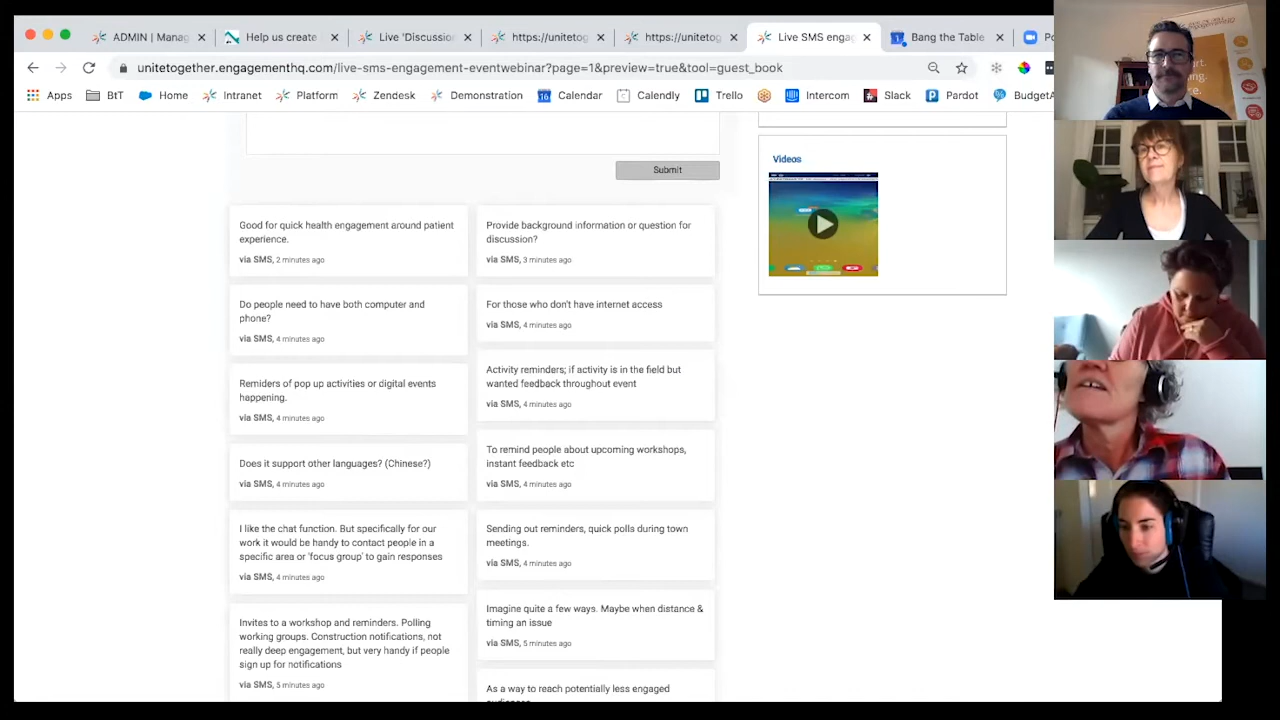 ADMIN | Manag
Help us create
Live 'Discussion
https://unitetog
https://unitetog
Live SMS engag
Bang the Table
Po
unitetogether.engagementhq.com/live-sms-engagement-eventwebinar?page=1&preview=true&tool=guest_book
Apps
BtT
Home
Intranet
Platform
Zendesk
Demonstration
Calendar
Calendly
Trello
Intercom
Slack
Pardot
BudgetA
Submit
Videos
Good for quick health engagement around patient
experience.
via SMS, 2 minutes ago
Provide background information or question for
discussion?
via SMS, 3 minutes ago
Do people need to have both computer and
phone?
via SMS, 4 minutes ago
For those who don't have internet access
via SMS, 4 minutes ago
Remiders of pop up activities or digital events
happening.
via SMS, 4 minutes ago
Activity reminders; if activity is in the field but
wanted feedback throughout event
via SMS, 4 minutes ago
Does it support other languages? (Chinese?)
via SMS, 4 minutes ago
To remind people about upcoming workshops,
instant feedback etc
via SMS, 4 minutes ago
I like the chat function. But specifically for our
work it would be handy to contact people in a
specific area or 'focus group' to gain responses
via SMS, 4 minutes ago
Sending out reminders, quick polls during town
meetings.
via SMS, 4 minutes ago
Invites to a workshop and reminders. Polling
working groups. Construction notifications, not
really deep engagement, but very handy if people
sign up for notifications
via SMS, 5 minutes ago
Imagine quite a few ways. Maybe when distance &
timing an issue
via SMS, 5 minutes ago
As a way to reach potentially less engaged